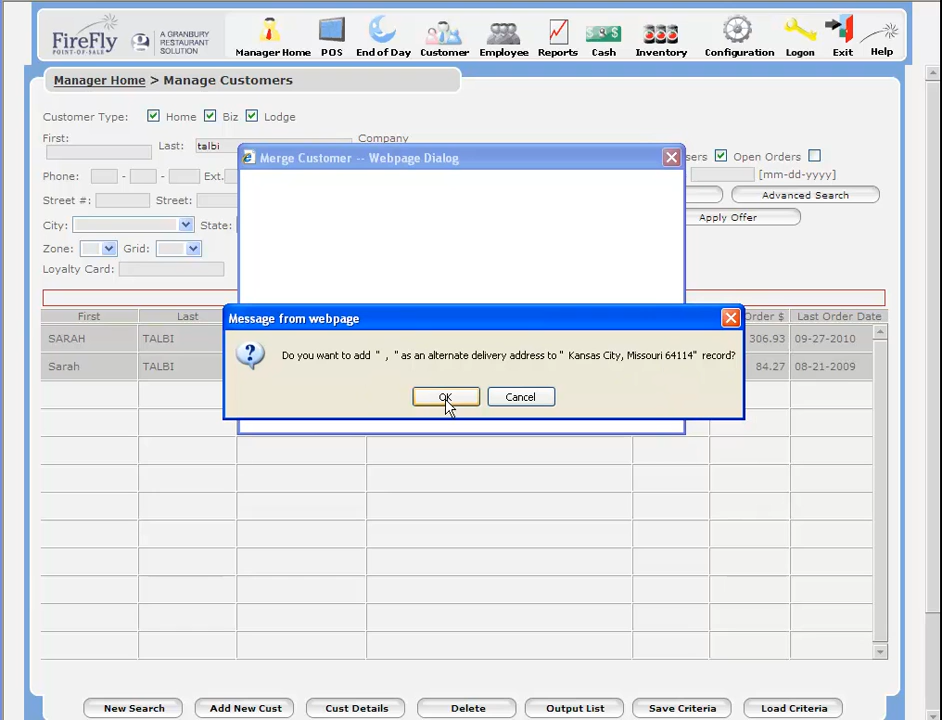 FireFly
POINT-OF-SALE
A GRANBURY
RESTAURANT
SOLUTION
Manager Home POS End of Day Customer Employee Reports Cash Inventory Configuration Logon Exit Help
Manager Home > Manage Customers
Customer Type: Home Biz Lodge
First: Last: talbi Company
sers Open Orders
Phone: - - Ext. [mm-dd-yyyy]
Street #: Street: Advanced Search
City: State: Apply Offer
Zone: Grid:
Loyalty Card:
Merge Customer -- Webpage Dialog
Message from webpage
Do you want to add " , " as an alternate delivery address to " Kansas City, Missouri 64114" record?
OK Cancel
First Last Order $ Last Order Date
SARAH TALBI 306.93 09-27-2010
Sarah TALBI 84.27 08-21-2009
New Search Add New Cust Cust Details Delete Output List Save Criteria Load Criteria